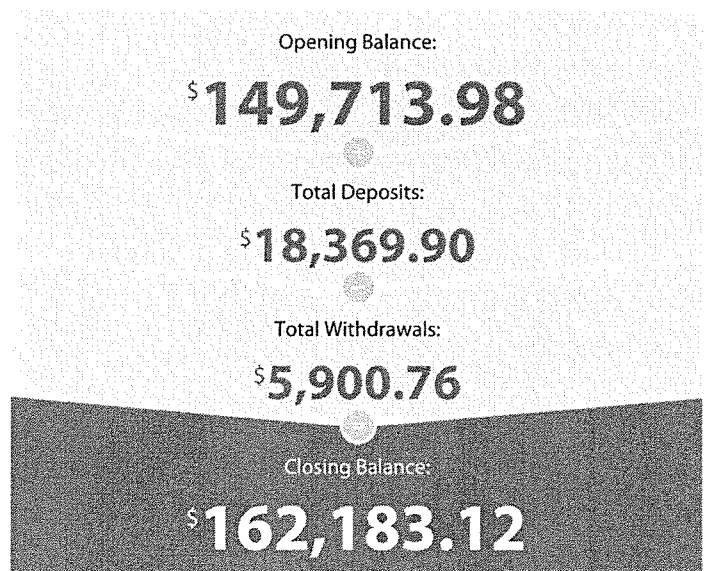 Opening Balance:
$149,713.98
Total Deposits:
$18,369.90
Total Withdrawals:
$5,900.76
Closing Balance:
$162,183.12